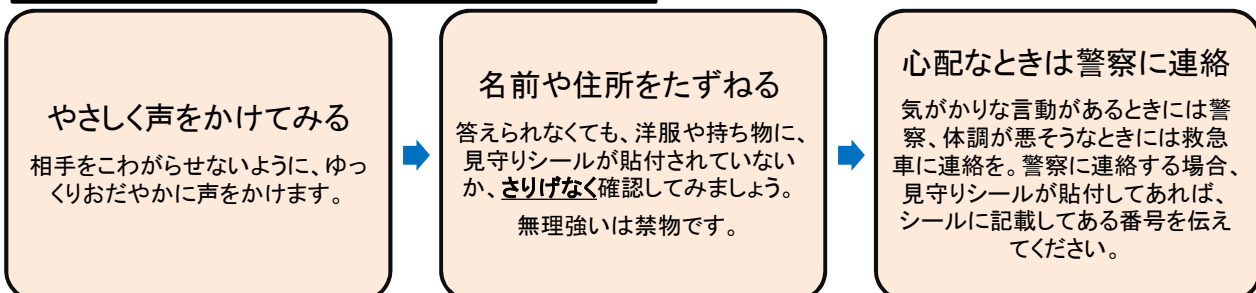 やさしく声をかけてみる
相手をこわがらせないように、ゆっ
くりおだやかに声をかけます。
名前や住所をたずねる
答えられなくても、洋服や持ち物に、
見守りシールが貼付されていない
か、さりげなく確認してみましょう。
無理強いは禁物です。
心配なときは警察に連絡
気がかりな言動があるときには警
察、体調が悪そうなときには救急
車に連絡を。警察に連絡する場合、
見守りシールが貼付してあれば、
シールに記載してある番号を伝え
てください。